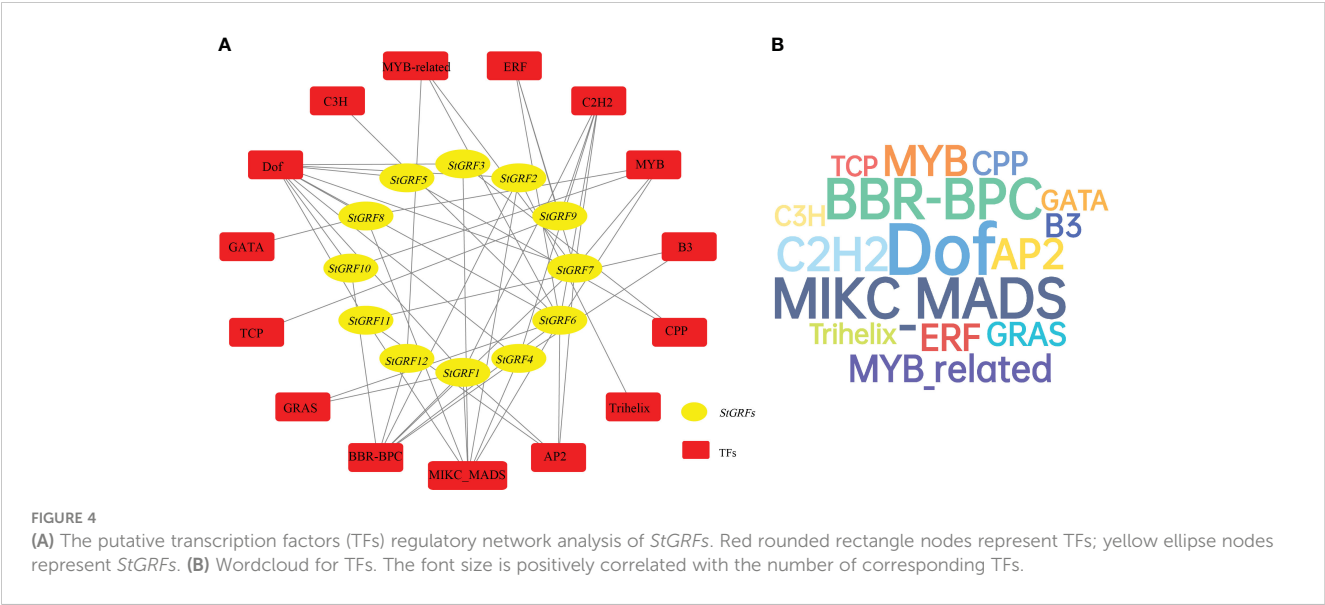 A
B
MYB-related
ERF
C3H
C2H2
Dof
MYB
StGRF3
StGRF5
StGRF2
StGRF8
StGRF9
GATA
B3
StGRF10
StGRF7
StGRF11
StGRF6
TCP
CPP
StGRF12
StGRF4
StGRF1
GRAS
Trihelix
StGRFs
BBR-BPC
MIKC_MADS
AP2
TFs
TCP MYB CPP
BBR-BPC GATA
C3H B3
C2H2 Dof AP2
MIKC_MADS
Trihelix ERF GRAS
MYB_related
FIGURE 4
(A) The putative transcription factors (TFs) regulatory network analysis of StGRFs. Red rounded rectangle nodes represent TFs; yellow ellipse nodes
represent StGRFs. (B) Wordcloud for TFs. The font size is positively correlated with the number of corresponding TFs.